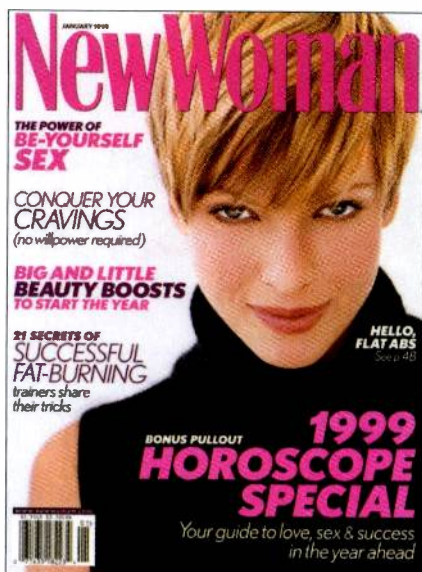 NewWoman
THE POWER OF
BE-YOURSELF
SEX
CONQUER YOUR
CRAVINGS
(no willpower required)
BIG AND LITTLE
BEAUTY BOOSTS
TO START THE YEAR
21 SECRETS OF
SUCCESSFUL
FAT-BURNING
trainers share
their tricks
HELLO,
FLAT ABS
See p 48
BONUS PULLOUT
1999
HOROSCOPE
SPECIAL
Your guide to love, sex & success
in the year ahead